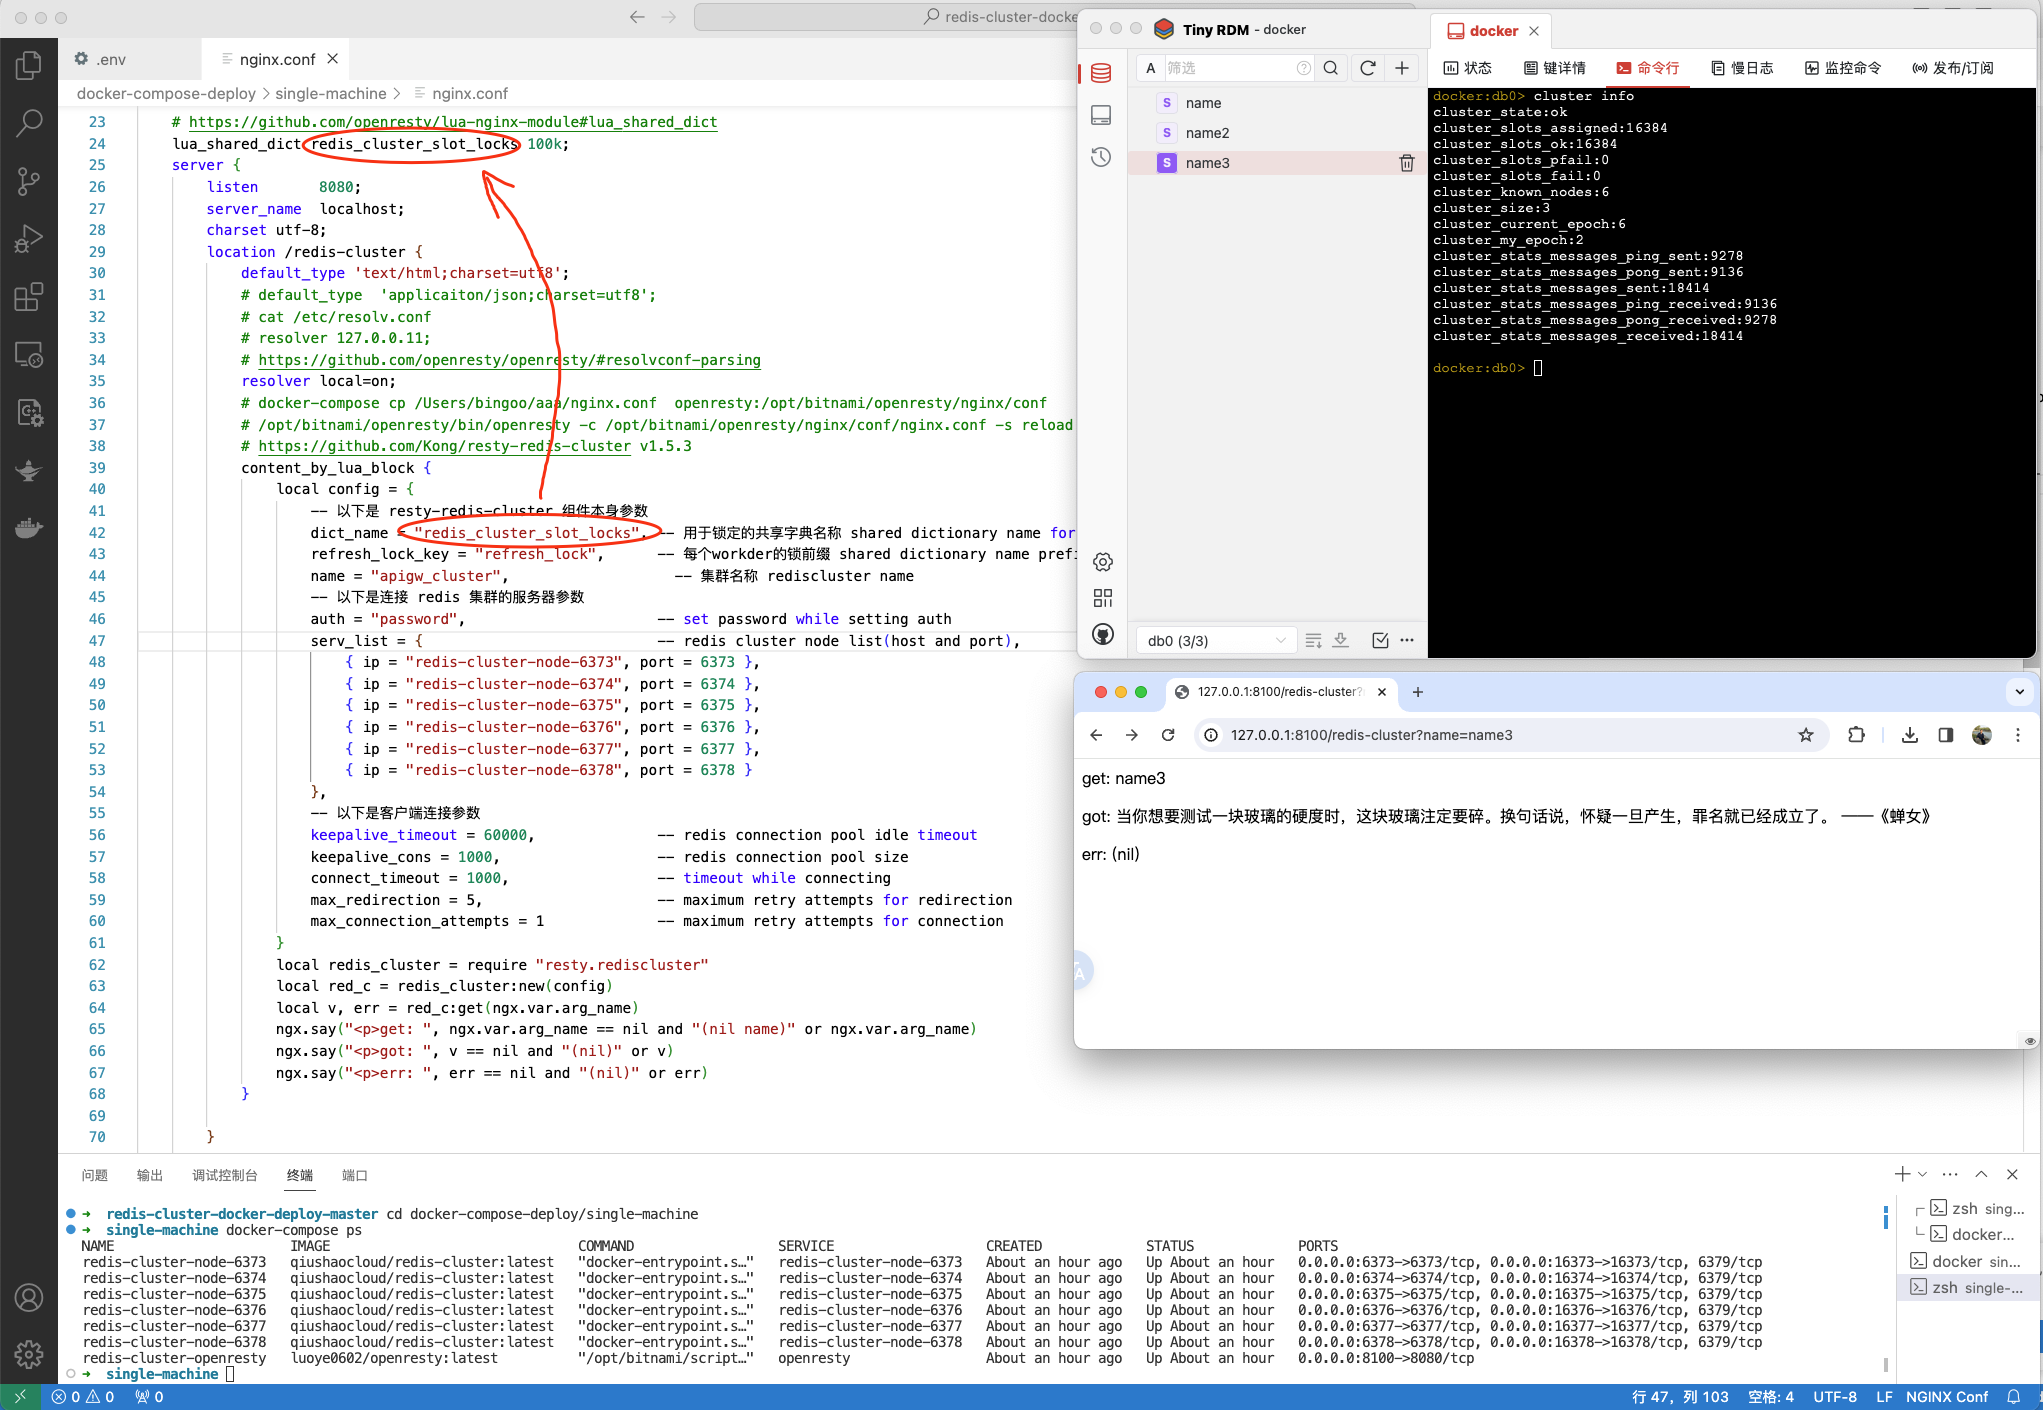 redis-cluster-docke
.env
nginx.conf
docker-compose-deploy > single-machine > nginx.conf
23 # https://github.com/openresty/lua-nginx-module#lua_shared_dict
24 lua_shared_dict redis_cluster_slot_locks 100k;
25 server {
26 listen 8080;
27 server_name localhost;
28 charset utf-8;
29 location /redis-cluster {
30 default_type 'text/html;charset=utf8';
31 # default_type 'applicaiton/json;charset=utf8';
32 # cat /etc/resolv.conf
33 # resolver 127.0.0.11;
34 # https://github.com/openresty/openresty/#resolvconf-parsing
35 resolver local=on;
36 # docker-compose cp /Users/bingoo/aaa/nginx.conf openresty:/opt/bitnami/openresty/nginx/conf
37 # /opt/bitnami/openresty/bin/openresty -c /opt/bitnami/openresty/nginx/conf/nginx.conf -s reload
38 # https://github.com/Kong/resty-redis-cluster v1.5.3
39 content_by_lua_block {
40 local config = {
41 -- 以下是 resty-redis-cluster 组件本身参数
42 dict_name = "redis_cluster_slot_locks", -- 用于锁定的共享字典名称 shared dictionary name for
43 refresh_lock_key = "refresh_lock", -- 每个workder的锁前缀 shared dictionary name prefi
44 name = "apigw_cluster", -- 集群名称 rediscluster name
45 -- 以下是连接 redis 集群的服务器参数
46 auth = "password", -- set password while setting auth
47 serv_list = { -- redis cluster node list(host and port),
48 { ip = "redis-cluster-node-6373", port = 6373 },
49 { ip = "redis-cluster-node-6374", port = 6374 },
50 { ip = "redis-cluster-node-6375", port = 6375 },
51 { ip = "redis-cluster-node-6376", port = 6376 },
52 { ip = "redis-cluster-node-6377", port = 6377 },
53 { ip = "redis-cluster-node-6378", port = 6378 }
54 },
55 -- 以下是客户端连接参数
56 keepalive_timeout = 60000, -- redis connection pool idle timeout
57 keepalive_cons = 1000, -- redis connection pool size
58 connect_timeout = 1000, -- timeout while connecting
59 max_redirection = 5, -- maximum retry attempts for redirection
60 max_connection_attempts = 1 -- maximum retry attempts for connection
61 }
62 local redis_cluster = require "resty.rediscluster"
63 local red_c = redis_cluster:new(config)
64 local v, err = red_c:get(ngx.var.arg_name)
65 ngx.say("<p>get: ", ngx.var.arg_name == nil and "(nil name)" or ngx.var.arg_name)
66 ngx.say("<p>got: ", v == nil and "(nil)" or v)
67 ngx.say("<p>err: ", err == nil and "(nil)" or err)
68 }
69
70 }
Tiny RDM - docker
docker
A 筛选
状态 键详情 命令行 慢日志 监控命令 发布/订阅
S name
S name2
S name3
db0 (3/3)
docker:db0> cluster info
cluster_state:ok
cluster_slots_assigned:16384
cluster_slots_ok:16384
cluster_slots_pfail:0
cluster_slots_fail:0
cluster_known_nodes:6
cluster_size:3
cluster_current_epoch:6
cluster_my_epoch:2
cluster_stats_messages_ping_sent:9278
cluster_stats_messages_pong_sent:9136
cluster_stats_messages_sent:18414
cluster_stats_messages_ping_received:9136
cluster_stats_messages_pong_received:9278
cluster_stats_messages_received:18414
docker:db0>
127.0.0.1:8100/redis-cluster?
127.0.0.1:8100/redis-cluster?name=name3
get: name3
got: 当你想要测试一块玻璃的硬度时，这块玻璃注定要碎。换句话说，怀疑一旦产生，罪名就已经成立了。 ——《蝉女》
err: (nil)
问题 输出 调试控制台 终端 端口
➜ redis-cluster-docker-deploy-master cd docker-compose-deploy/single-machine
➜ single-machine docker-compose ps
NAME IMAGE COMMAND SERVICE CREATED STATUS PORTS
redis-cluster-node-6373 qiushaocloud/redis-cluster:latest "docker-entrypoint.s…" redis-cluster-node-6373 About an hour ago Up About an hour 0.0.0.0:6373->6373/tcp, 0.0.0.0:16373->16373/tcp, 6379/tcp
redis-cluster-node-6374 qiushaocloud/redis-cluster:latest "docker-entrypoint.s…" redis-cluster-node-6374 About an hour ago Up About an hour 0.0.0.0:6374->6374/tcp, 0.0.0.0:16374->16374/tcp, 6379/tcp
redis-cluster-node-6375 qiushaocloud/redis-cluster:latest "docker-entrypoint.s…" redis-cluster-node-6375 About an hour ago Up About an hour 0.0.0.0:6375->6375/tcp, 0.0.0.0:16375->16375/tcp, 6379/tcp
redis-cluster-node-6376 qiushaocloud/redis-cluster:latest "docker-entrypoint.s…" redis-cluster-node-6376 About an hour ago Up About an hour 0.0.0.0:6376->6376/tcp, 0.0.0.0:16376->16376/tcp, 6379/tcp
redis-cluster-node-6377 qiushaocloud/redis-cluster:latest "docker-entrypoint.s…" redis-cluster-node-6377 About an hour ago Up About an hour 0.0.0.0:6377->6377/tcp, 0.0.0.0:16377->16377/tcp, 6379/tcp
redis-cluster-node-6378 qiushaocloud/redis-cluster:latest "docker-entrypoint.s…" redis-cluster-node-6378 About an hour ago Up About an hour 0.0.0.0:6378->6378/tcp, 0.0.0.0:16378->16378/tcp, 6379/tcp
redis-cluster-openresty luoye0602/openresty:latest "/opt/bitnami/script…" openresty About an hour ago Up About an hour 0.0.0.0:8100->8080/tcp
➜ single-machine
zsh sing...
docker...
docker sin...
zsh single-...
0 0 0
行 47，列 103 空格: 4 UTF-8 LF NGINX Conf